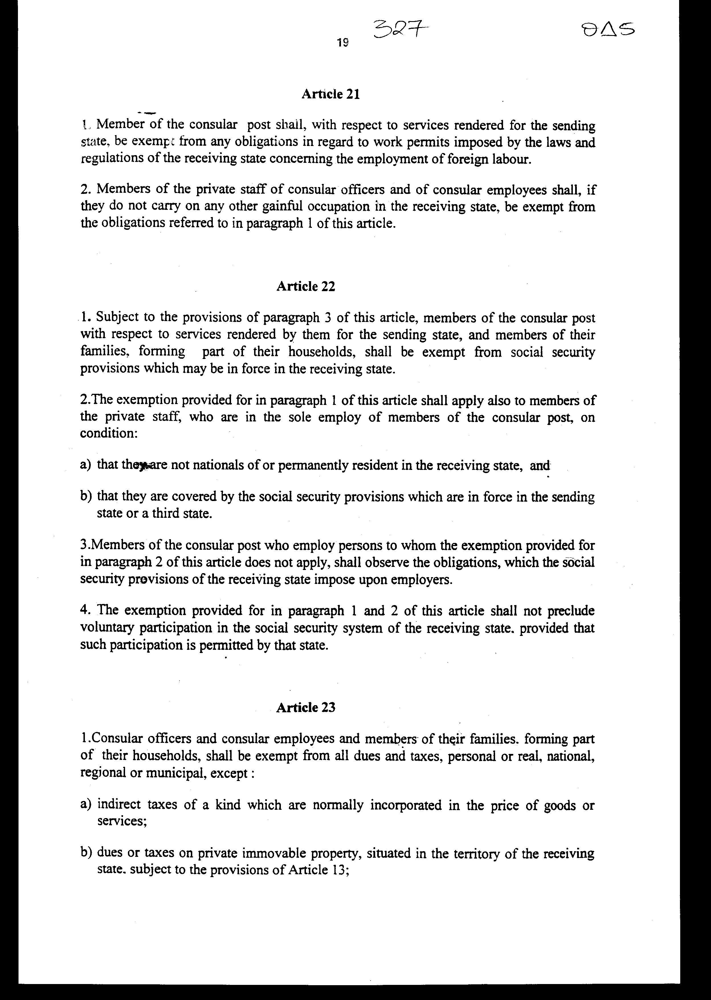 327
ΘΔ5
19
Article 21
1. Member of the consular post shall, with respect to services rendered for the sending
state, be exempt from any obligations in regard to work permits imposed by the laws and
regulations of the receiving state concerning the employment of foreign labour.
2. Members of the private staff of consular officers and of consular employees shall, if
they do not carry on any other gainful occupation in the receiving state, be exempt from
the obligations referred to in paragraph 1 of this article.
Article 22
1. Subject to the provisions of paragraph 3 of this article, members of the consular post
with respect to services rendered by them for the sending state, and members of their
families, forming part of their households, shall be exempt from social security
provisions which may be in force in the receiving state.
2.The exemption provided for in paragraph 1 of this article shall apply also to members of
the private staff, who are in the sole employ of members of the consular post, on
condition:
a) that they are not nationals of or permanently resident in the receiving state, and
b) that they are covered by the social security provisions which are in force in the sending
state or a third state.
3.Members of the consular post who employ persons to whom the exemption provided for
in paragraph 2 of this article does not apply, shall observe the obligations, which the social
security provisions of the receiving state impose upon employers.
4. The exemption provided for in paragraph 1 and 2 of this article shall not preclude
voluntary participation in the social security system of the receiving state. provided that
such participation is permitted by that state.
Article 23
1.Consular officers and consular employees and members of their families. forming part
of their households, shall be exempt from all dues and taxes, personal or real, national,
regional or municipal, except :
a) indirect taxes of a kind which are normally incorporated in the price of goods or
services;
b) dues or taxes on private immovable property, situated in the territory of the receiving
state. subject to the provisions of Article 13;